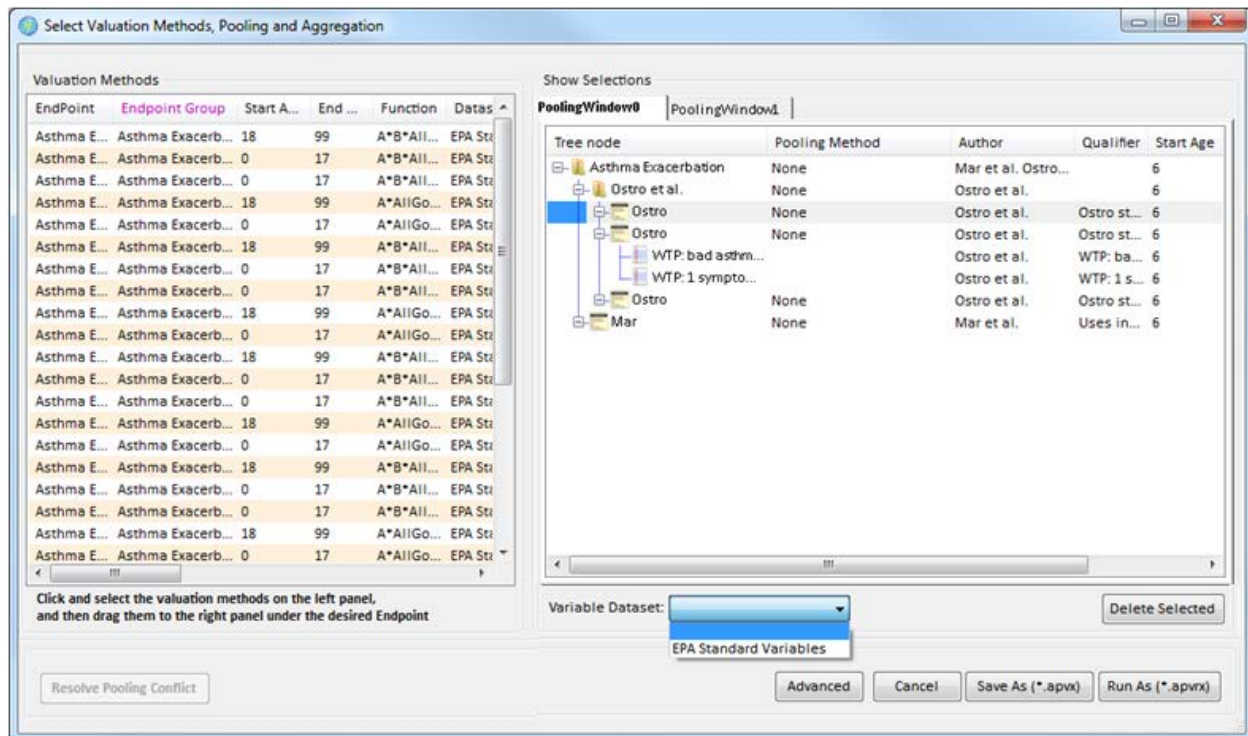 Select Valuation Methods, Pooling and Aggregation
Valuation Methods
EndPoint Endpoint Group Start A... End ... Function Datas
Asthma E... Asthma Exacerb... 18 99 A*B*All... EPA Sta
Asthma E... Asthma Exacerb... 0 17 A*B*All... EPA Sta
Asthma E... Asthma Exacerb... 0 17 A*B*All... EPA Sta
Asthma E... Asthma Exacerb... 18 99 A*AllGo... EPA Sta
Asthma E... Asthma Exacerb... 0 17 A*AllGo... EPA Sta
Asthma E... Asthma Exacerb... 18 99 A*B*All... EPA Sta
Asthma E... Asthma Exacerb... 0 17 A*B*All... EPA Sta
Asthma E... Asthma Exacerb... 0 17 A*B*All... EPA Sta
Asthma E... Asthma Exacerb... 18 99 A*AllGo... EPA Sta
Asthma E... Asthma Exacerb... 0 17 A*AllGo... EPA Sta
Asthma E... Asthma Exacerb... 18 99 A*B*All... EPA Sta
Asthma E... Asthma Exacerb... 0 17 A*B*All... EPA Sta
Asthma E... Asthma Exacerb... 0 17 A*B*All... EPA Sta
Asthma E... Asthma Exacerb... 18 99 A*AllGo... EPA Sta
Asthma E... Asthma Exacerb... 0 17 A*AllGo... EPA Sta
Asthma E... Asthma Exacerb... 18 99 A*B*All... EPA Sta
Asthma E... Asthma Exacerb... 0 17 A*B*All... EPA Sta
Asthma E... Asthma Exacerb... 0 17 A*B*All... EPA Sta
Asthma E... Asthma Exacerb... 18 99 A*AllGo... EPA Sta
Asthma E... Asthma Exacerb... 0 17 A*AllGo... EPA Sta
Click and select the valuation methods on the left panel,
and then drag them to the right panel under the desired Endpoint
Show Selections
PoolingWindow0 PoolingWindow1
Tree node Pooling Method Author Qualifier Start Age
Asthma Exacerbation None Mar et al. Ostro... 6
Ostro et al. None Ostro et al. 6
Ostro None Ostro et al. Ostro st... 6
Ostro None Ostro et al. Ostro st... 6
WTP: bad asthm... Ostro et al. WTP: ba... 6
WTP: 1 sympto... Ostro et al. WTP: 1 s... 6
Ostro None Ostro et al. Ostro st... 6
Mar None Mar et al. Uses in... 6
Variable Dataset:
EPA Standard Variables
Delete Selected
Resolve Pooling Conflict
Advanced Cancel Save As (*.apvx) Run As (*.apvrx)